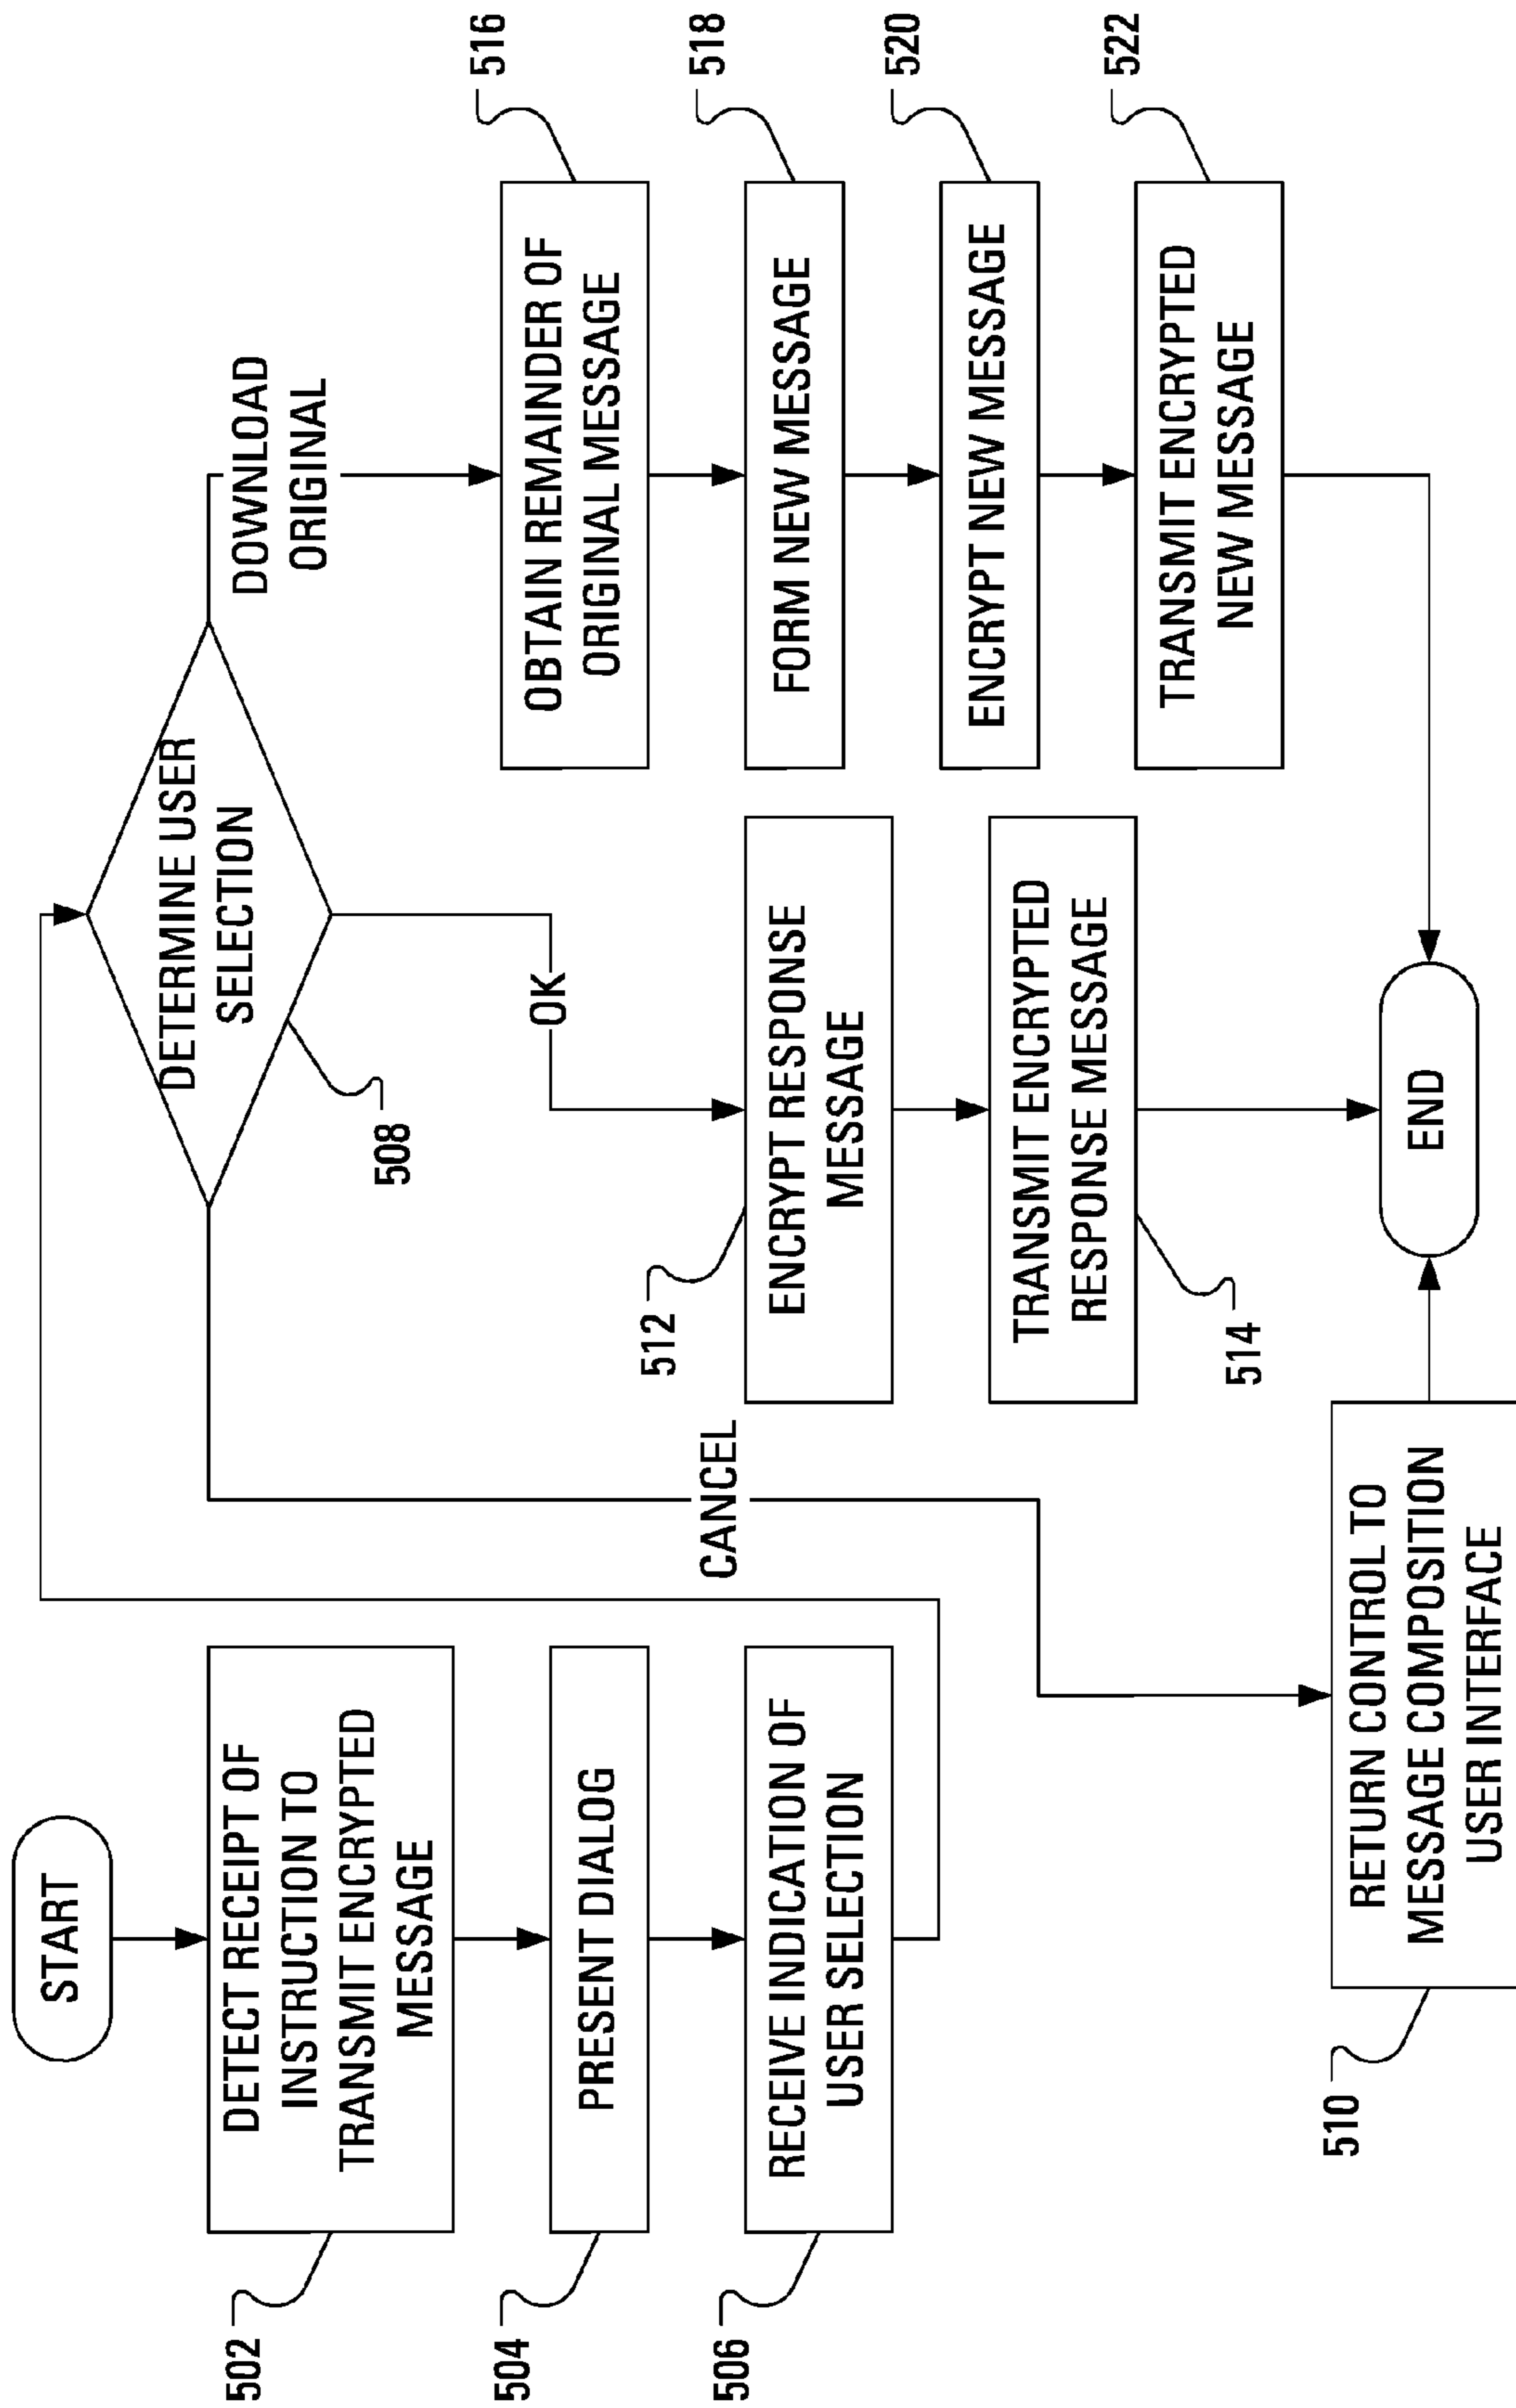 START
DETECT RECEIPT OF
INSTRUCTION TO
TRANSMIT ENCRYPTED
MESSAGE
502
PRESENT DIALOG
504
RECEIVE INDICATION OF
USER SELECTION
506
DETERMINE USER
SELECTION
508
CANCEL
RETURN CONTROL TO
MESSAGE COMPOSITION
USER INTERFACE
510
OK
ENCRYPT RESPONSE
MESSAGE
512
TRANSMIT ENCRYPTED
RESPONSE MESSAGE
514
DOWNLOAD
ORIGINAL
OBTAIN REMAINDER OF
ORIGINAL MESSAGE
516
FORM NEW MESSAGE
518
ENCRYPT NEW MESSAGE
520
TRANSMIT ENCRYPTED
NEW MESSAGE
522
END